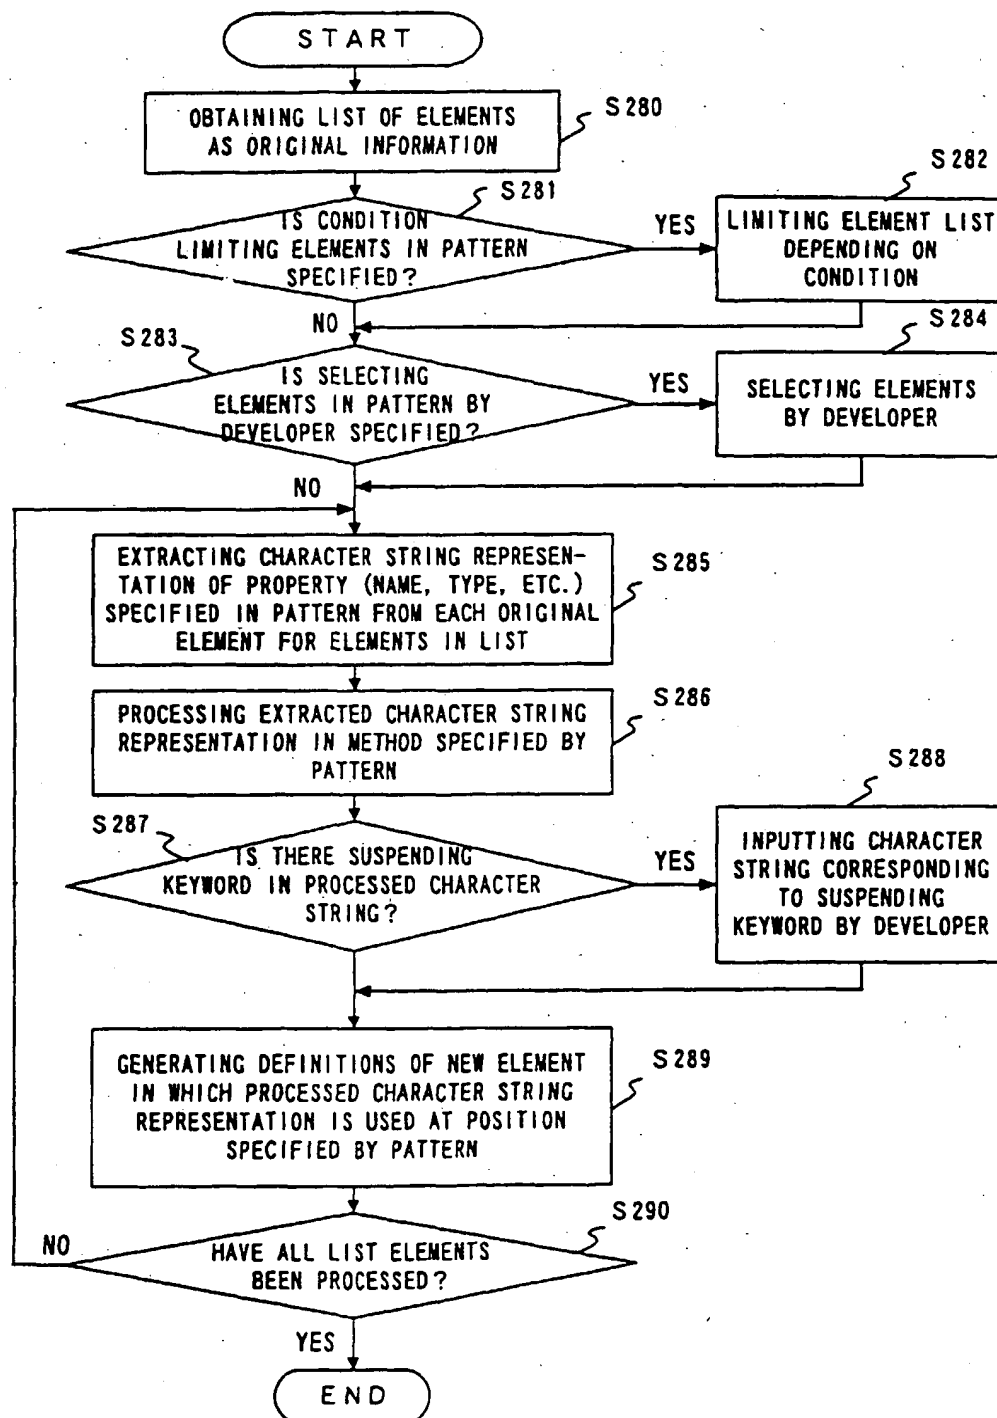 START
OBTAINING LIST OF ELEMENTS
AS ORIGINAL INFORMATION
S280
S281
IS CONDITION
LIMITING ELEMENTS IN PATTERN
SPECIFIED?
YES
S282
LIMITING ELEMENT LIST
DEPENDING ON
CONDITION
NO
S283
IS SELECTING
ELEMENTS IN PATTERN BY
DEVELOPER SPECIFIED?
YES
S284
SELECTING ELEMENTS
BY DEVELOPER
NO
EXTRACTING CHARACTER STRING REPRESEN-
TATION OF PROPERTY (NAME, TYPE, ETC.)
SPECIFIED IN PATTERN FROM EACH ORIGINAL
ELEMENT FOR ELEMENTS IN LIST
S285
PROCESSING EXTRACTED CHARACTER STRING
REPRESENTATION IN METHOD SPECIFIED BY
PATTERN
S286
S287
IS THERE SUSPENDING
KEYWORD IN PROCESSED CHARACTER
STRING?
YES
S288
INPUTTING CHARACTER
STRING CORRESPONDING
TO SUSPENDING
KEYWORD BY DEVELOPER
GENERATING DEFINITIONS OF NEW ELEMENT
IN WHICH PROCESSED CHARACTER STRING
REPRESENTATION IS USED AT POSITION
SPECIFIED BY PATTERN
S289
S290
HAVE ALL LIST ELEMENTS
BEEN PROCESSED?
NO
YES
END